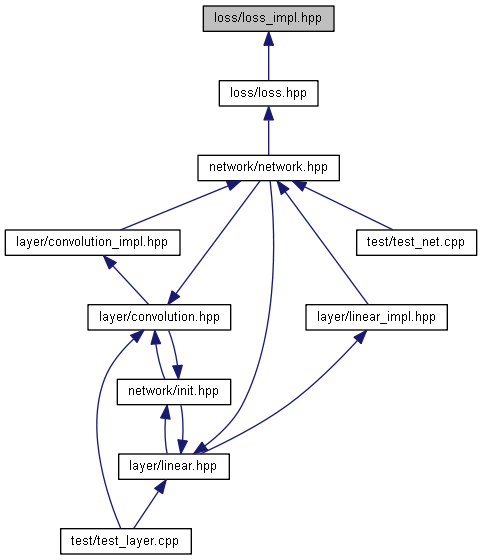 loss/loss_impl.hpp
loss/loss.hpp
network/network.hpp
layer/convolution_impl.hpp
test/test_net.cpp
layer/convolution.hpp
layer/linear_impl.hpp
network/init.hpp
layer/linear.hpp
test/test_layer.cpp